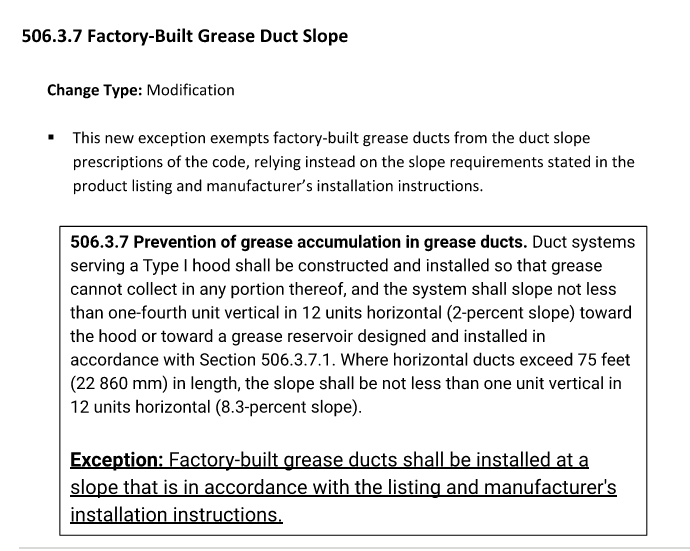 506.3.7 Factory-Built Grease Duct Slope
Change Type: Modification
▪ This new exception exempts factory-built grease ducts from the duct slope
prescriptions of the code, relying instead on the slope requirements stated in the
product listing and manufacturer’s installation instructions.
506.3.7 Prevention of grease accumulation in grease ducts. Duct systems
serving a Type I hood shall be constructed and installed so that grease
cannot collect in any portion thereof, and the system shall slope not less
than one-fourth unit vertical in 12 units horizontal (2-percent slope) toward
the hood or toward a grease reservoir designed and installed in
accordance with Section 506.3.7.1. Where horizontal ducts exceed 75 feet
(22 860 mm) in length, the slope shall be not less than one unit vertical in
12 units horizontal (8.3-percent slope).
Exception: Factory-built grease ducts shall be installed at a
slope that is in accordance with the listing and manufacturer's
installation instructions.